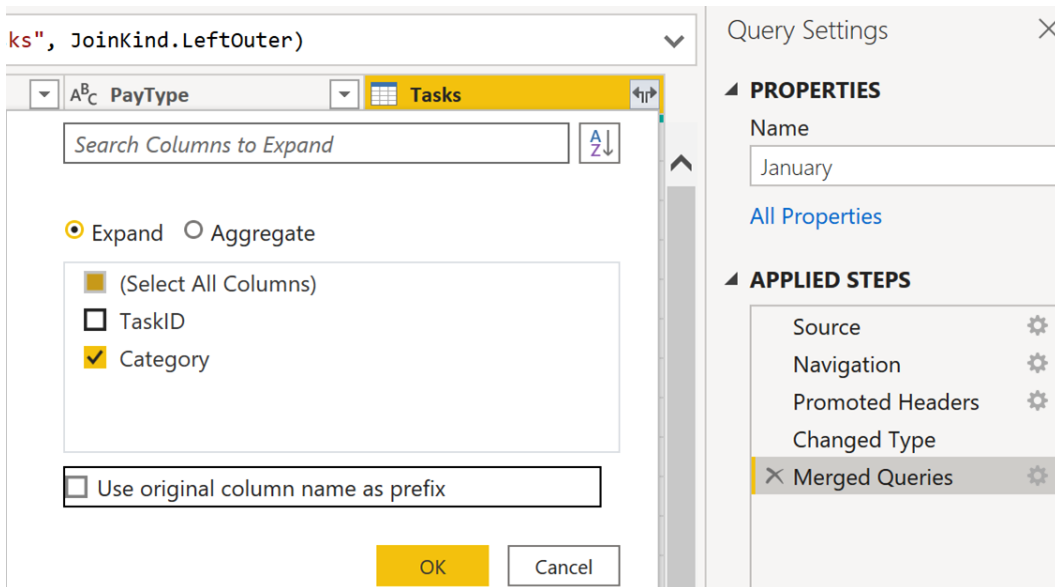 ks", JoinKind.LeftOuter)
Query Settings
PROPERTIES
Name
January
All Properties
APPLIED STEPS
Source
Navigation
Promoted Headers
Changed Type
Merged Queries
ABC PayType
Tasks
Search Columns to Expand
AZ
Expand
Aggregate
(Select All Columns)
TaskID
Category
Use original column name as prefix
OK
Cancel